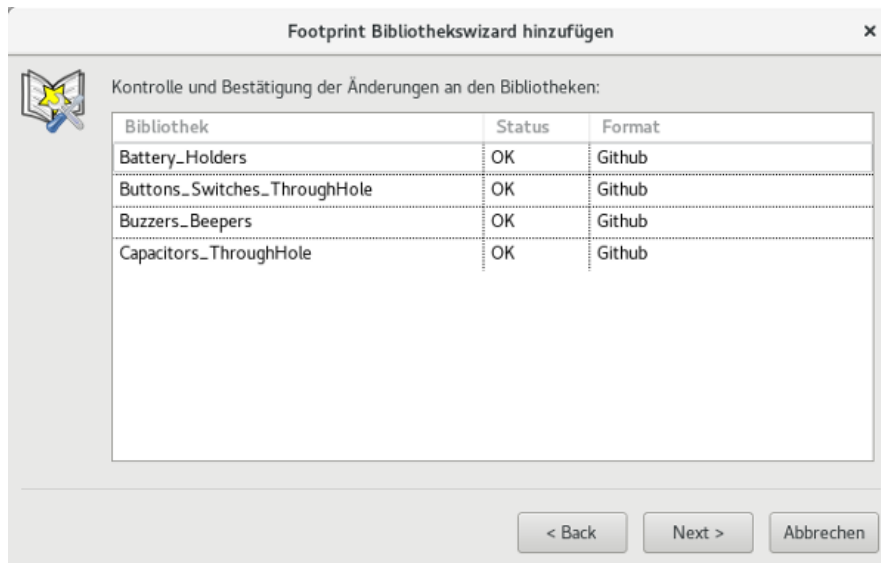 Footprint Bibliothekswizard hinzufügen ×
Kontrolle und Bestätigung der Änderungen an den Bibliotheken:
Bibliothek Status Format
Battery_Holders OK Github
Buttons_Switches_ThroughHole OK Github
Buzzers_Beepers OK Github
Capacitors_ThroughHole OK Github
< Back Next > Abbrechen